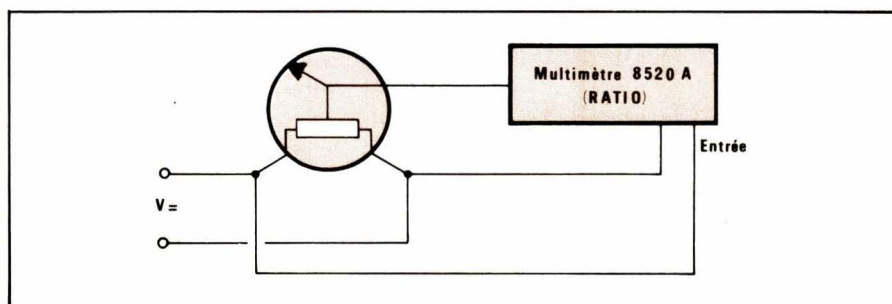 Multimètre 8520 A
(RATIO)
Entrée
V =